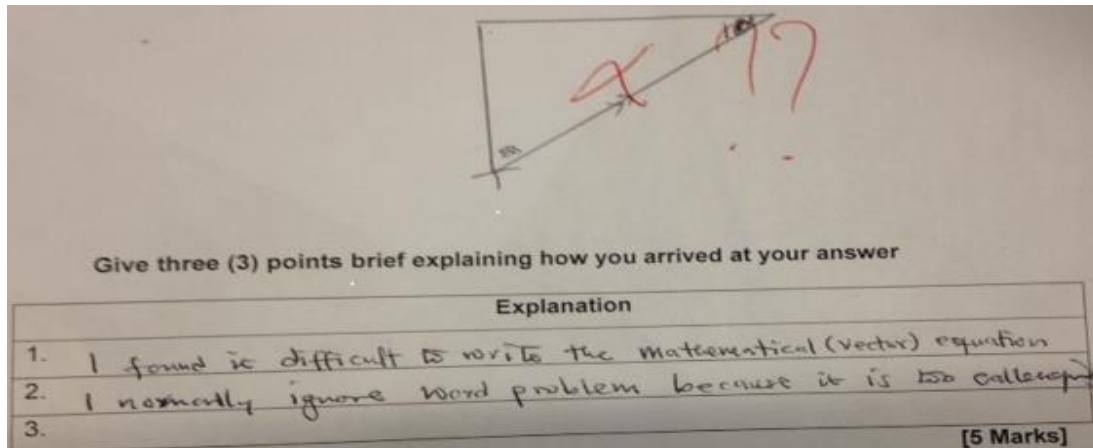 ??
Give three (3) points brief explaining how you arrived at your answer
Explanation
1. I found it difficult to write the mathematical (vector) equation
2. I normally ignore word problem because it is too
3.
[5 Marks]